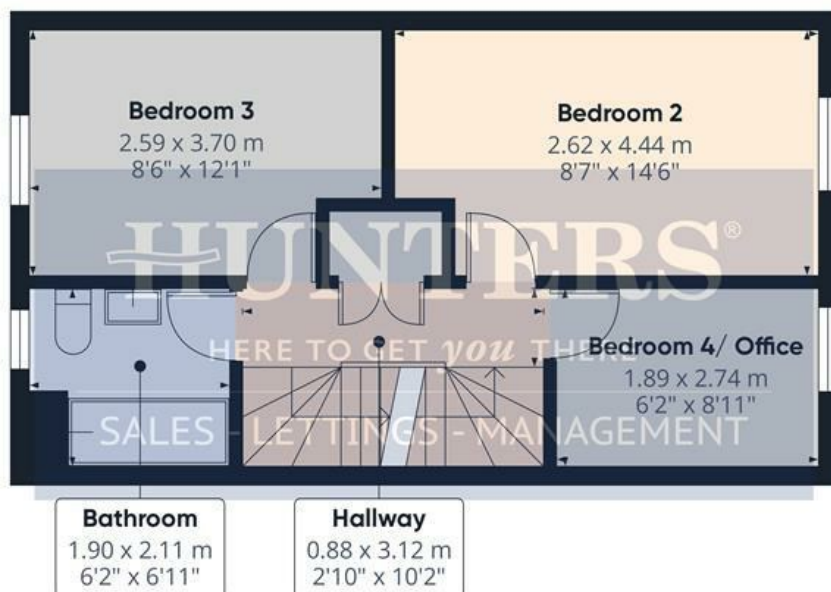 Bedroom 3
2.59 x 3.70 m
8'6" x 12'1"
Bedroom 2
2.62 x 4.44 m
8'7" x 14'6"
HUNTERS®
HERE TO GET you THERE
Bedroom 4/ Office
1.89 x 2.74 m
6'2" x 8'11"
SALES - LETTINGS - MANAGEMENT
Bathroom
1.90 x 2.11 m
6'2" x 6'11"
Hallway
0.88 x 3.12 m
2'10" x 10'2"